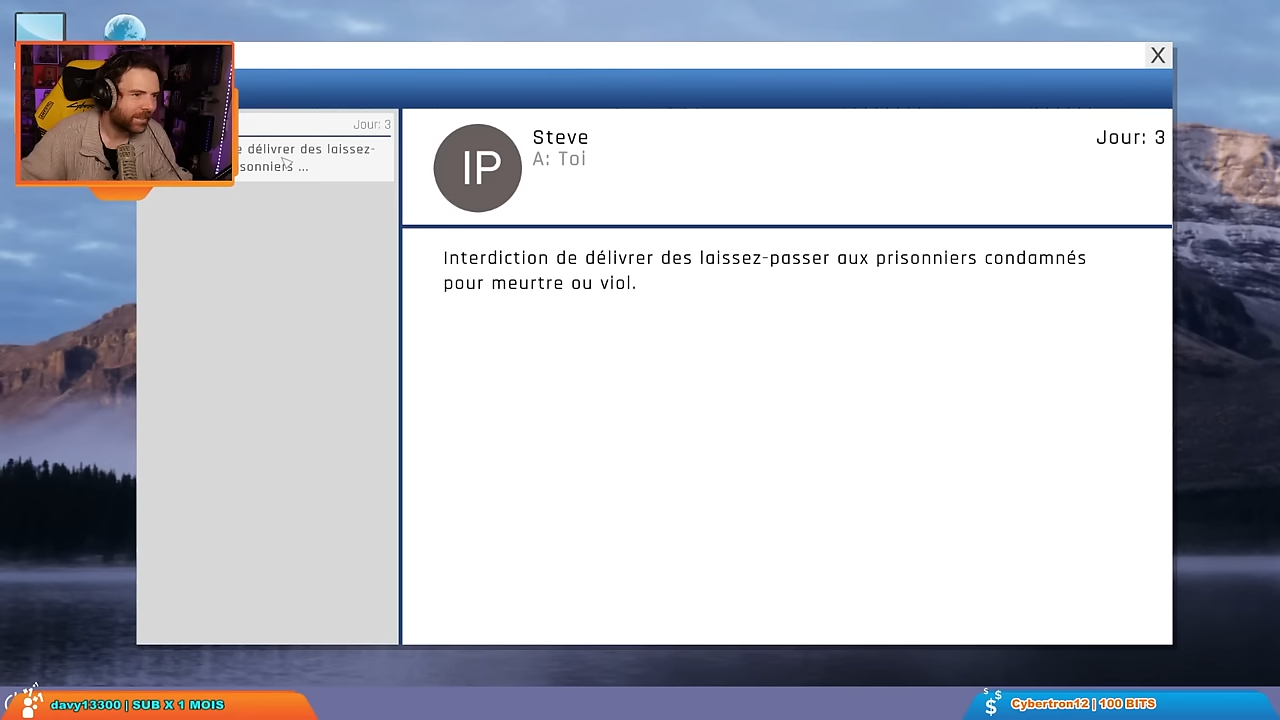 X
Jour: 3
e délivrer des laissez-
sonniers ...
IP
Steve
A: Toi
Jour: 3
Interdiction de délivrer des laissez-passer aux prisonniers condamnés
pour meurtre ou viol.
davy13300 | SUB X 1 MOIS
Cybertron12 | 100 BITS